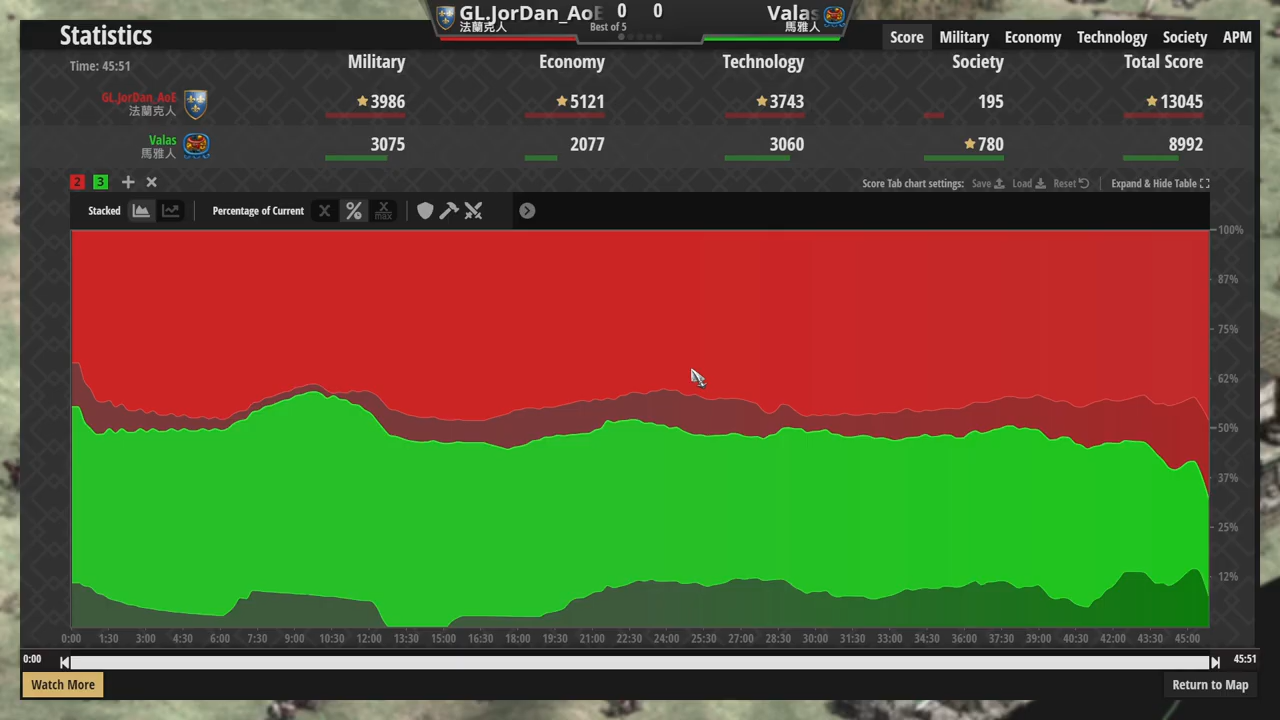 GL.JorDan_AoE 0 0 Valas
法蘭克人 Best of 5 馬雅人
Statistics
Score Military Economy Technology Society APM
Time: 45:51
Military Economy Technology Society Total Score
GL.JorDan_AoE
法蘭克人
3986 5121 3743 195 13045
Valas
馬雅人
3075 2077 3060 780 8992
2 3
Score Tab chart settings: Save Load Reset Expand & Hide Table
Stacked Percentage of Current X % X max
100%
87%
75%
62%
50%
37%
25%
12%
0:00 1:30 3:00 4:30 6:00 7:30 9:00 10:30 12:00 13:30 15:00 16:30 18:00 19:30 21:00 22:30 24:00 25:30 27:00 28:30 30:00 31:30 33:00 34:30 36:00 37:30 39:00 40:30 42:00 43:30 45:00
0:00 45:51
Watch More Return to Map